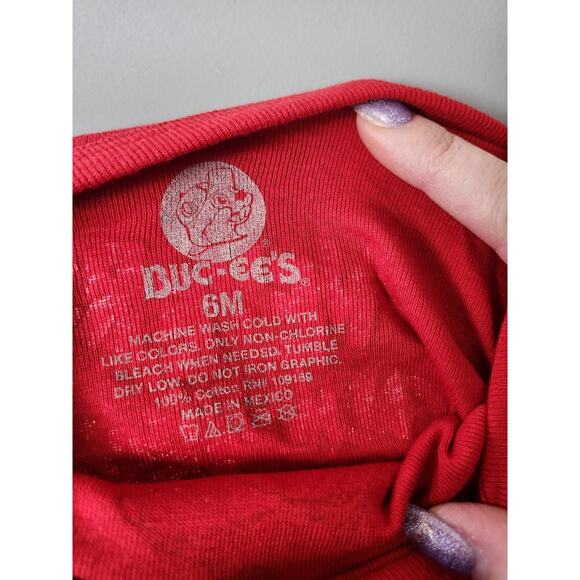 BUC-EE'S®
6M
MACHINE WASH COLD WITH
LIKE COLORS. ONLY NON-CHLORINE
BLEACH WHEN NEEDED. TUMBLE
DRY LOW. DO NOT IRON GRAPHIC.
100% Cotton RN# 109169
MADE IN MEXICO